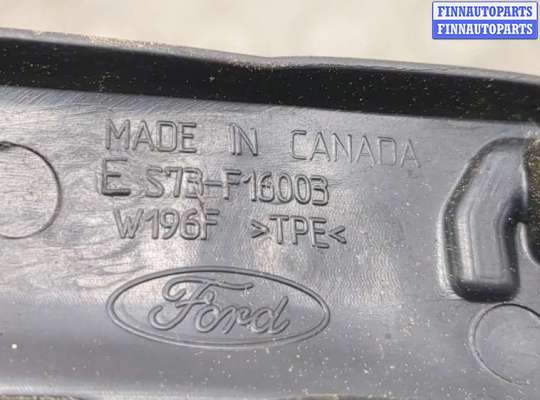 FINNAUTOPARTS
FINNAUTOPARTS
MADE IN CANADA
E S73-F16003
W196F >TPE<
Ford